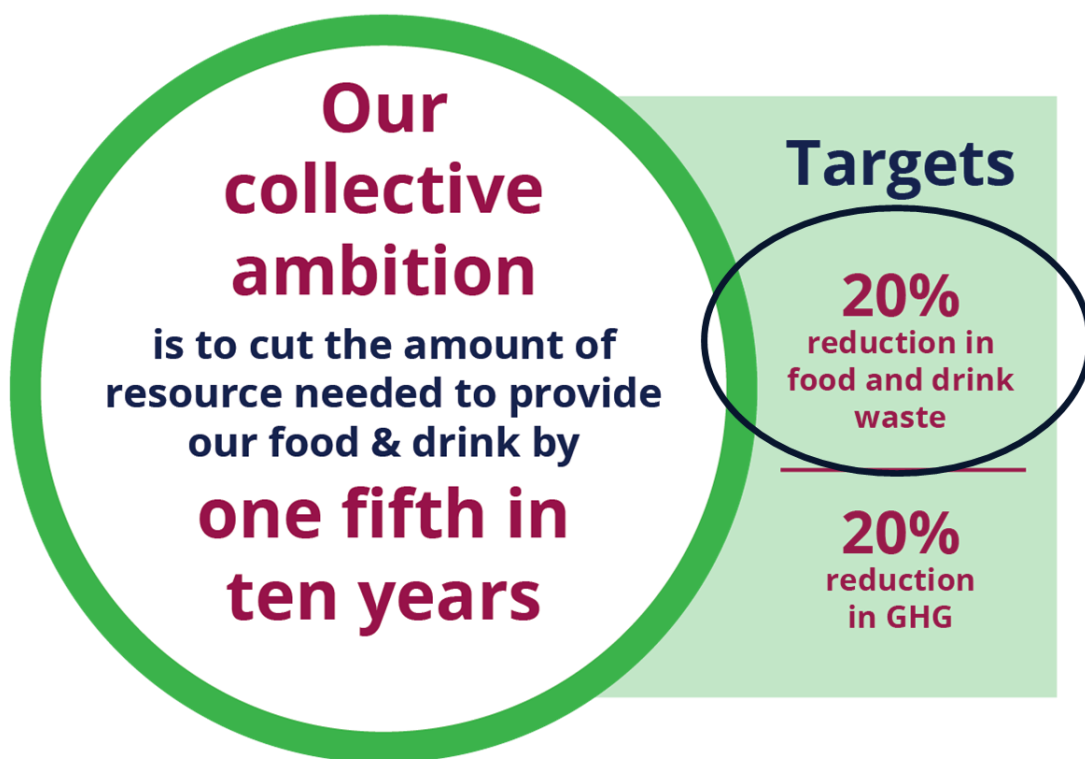 Our
collective
ambition
is to cut the amount of
resource needed to provide
our food & drink by
one fifth in
ten years
Targets
20%
reduction in
food and drink
waste
20%
reduction
in GHG